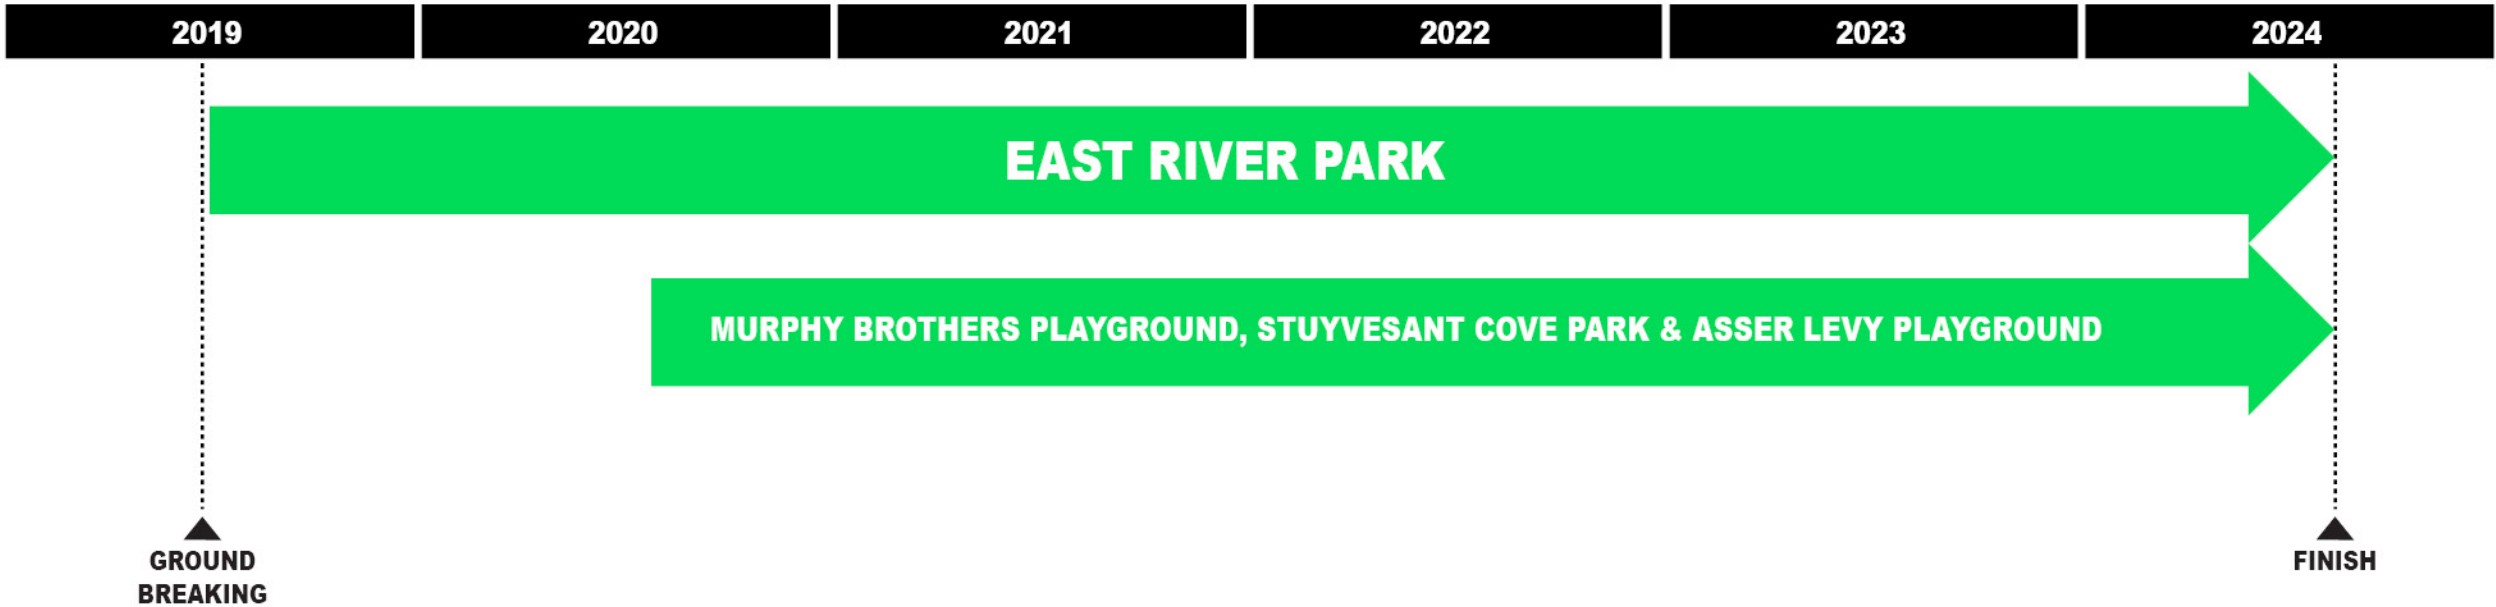 2019 2020 2021 2022 2023 2024
EAST RIVER PARK
MURPHY BROTHERS PLAYGROUND, STUYVESANT COVE PARK & ASSER LEVY PLAYGROUND
GROUND
BREAKING
FINISH